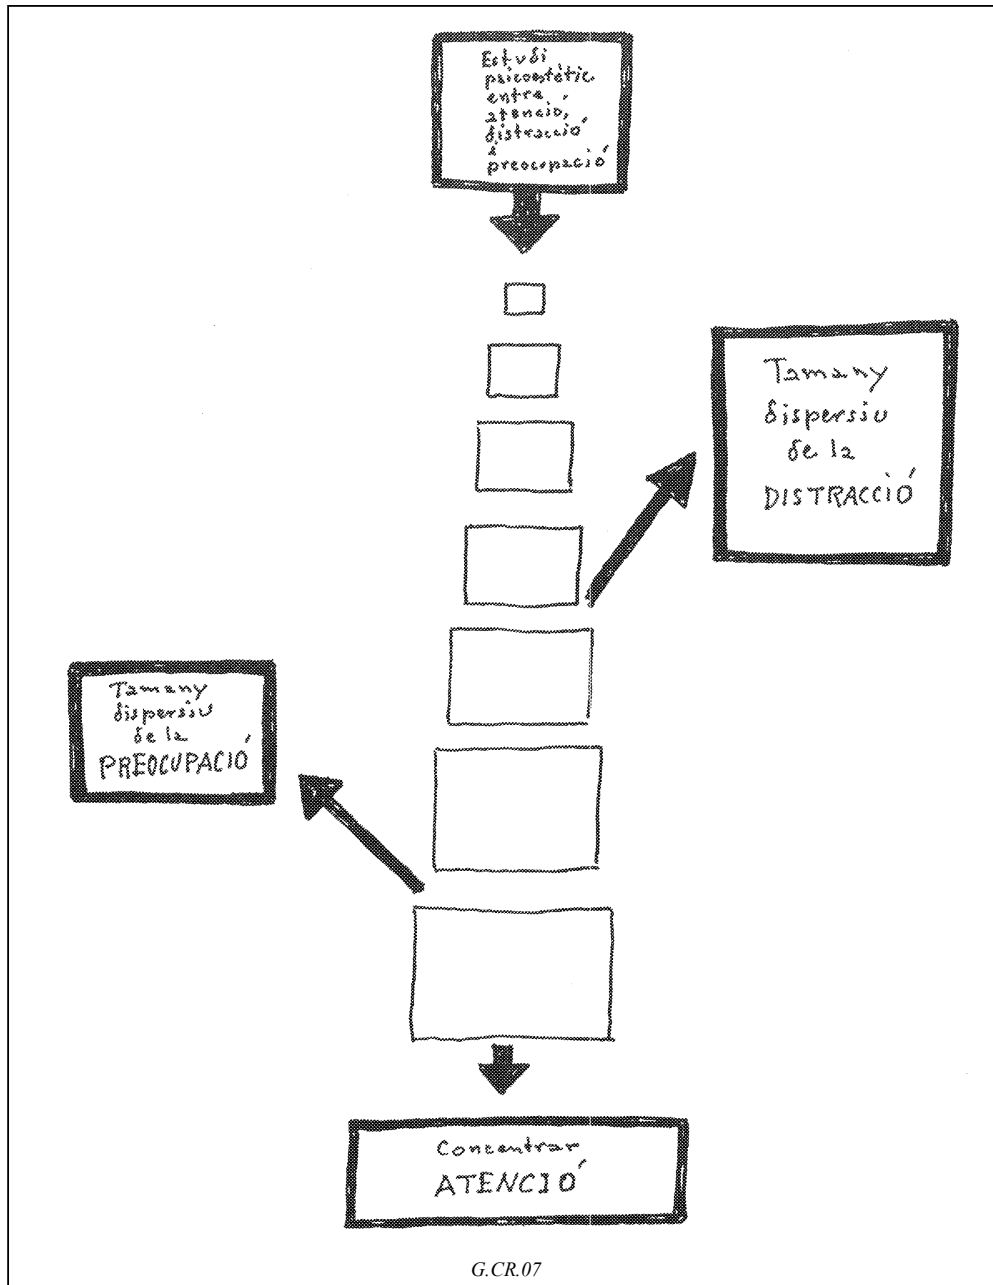 Estudi
psicoestètic
entre
atenció,
distracció
i
preocupació
Tamany
dispersiu
de la
DISTRACCIÓ
Tamany
dispersiu
de la
PREOCUPACIÓ
Concentrar
ATENCIÓ
G.CR.07